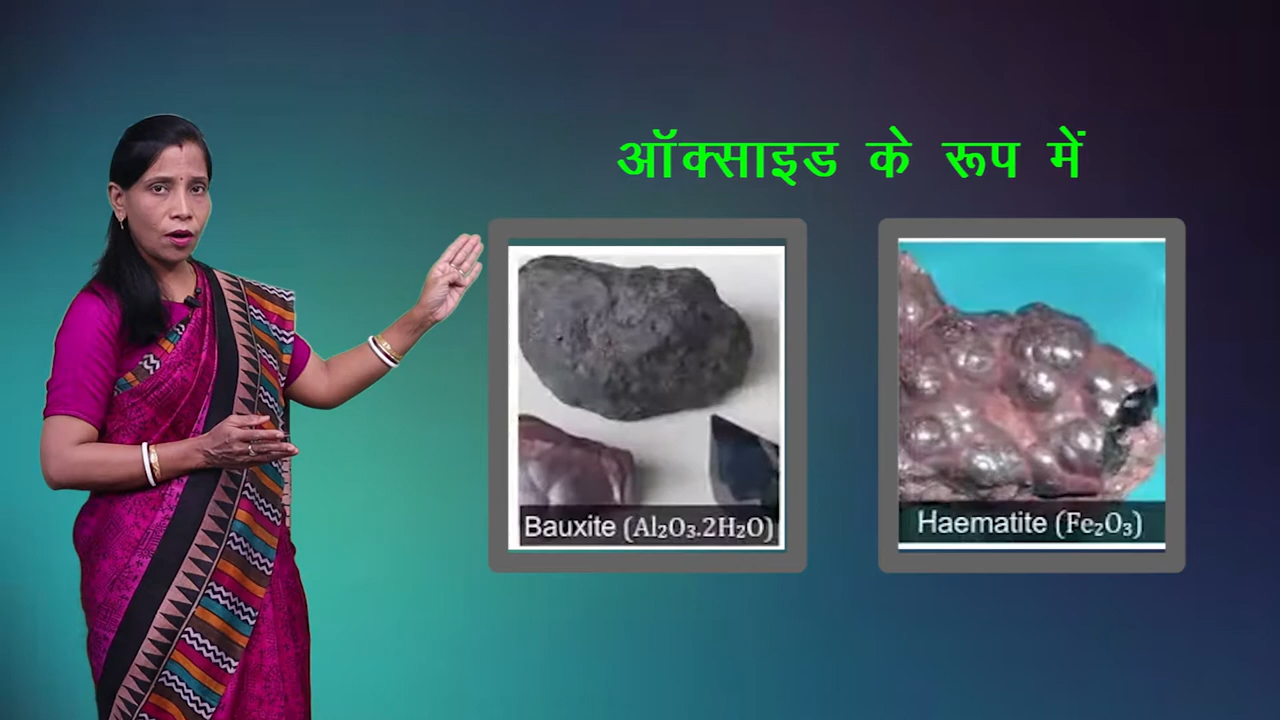 ऑक्साइड के रूप में
Bauxite (Al₂O₃.2H₂O)
Haematite (Fe₂O₃)